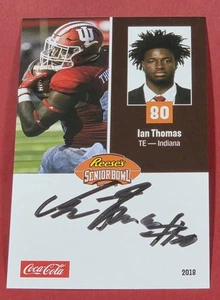 80
Ian Thomas
TE — Indiana
Reese's
SENIOR BOWL
Coca-Cola
2018